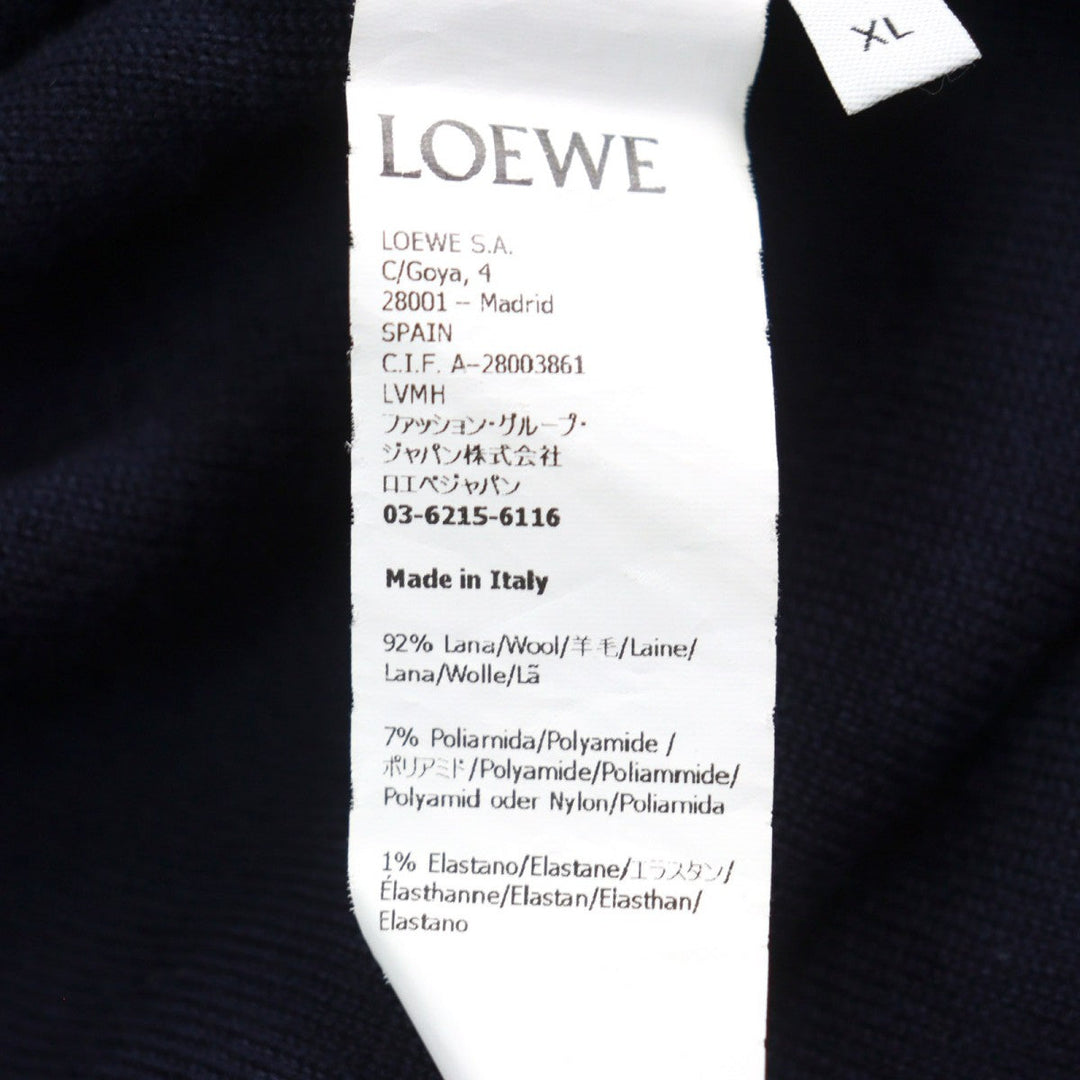 XL
LOEWE
LOEWE S.A.
C/Goya, 4
28001 – Madrid
SPAIN
C.I.F. A-28003861
LVMH
ファッション・グループ・
ジャパン株式会社
ロエベジャパン
03-6215-6116
Made in Italy
92% Lana/Wool/羊毛/Laine/
Lana/Wolle/Lã
7% Poliamida/Polyamide /
ポリアミド/Polyamide/Poliammide/
Polyamid oder Nylon/Poliamida
1% Elastano/Elastane/エラスタン/
Élasthanne/Elastan/Elasthan/
Elastano